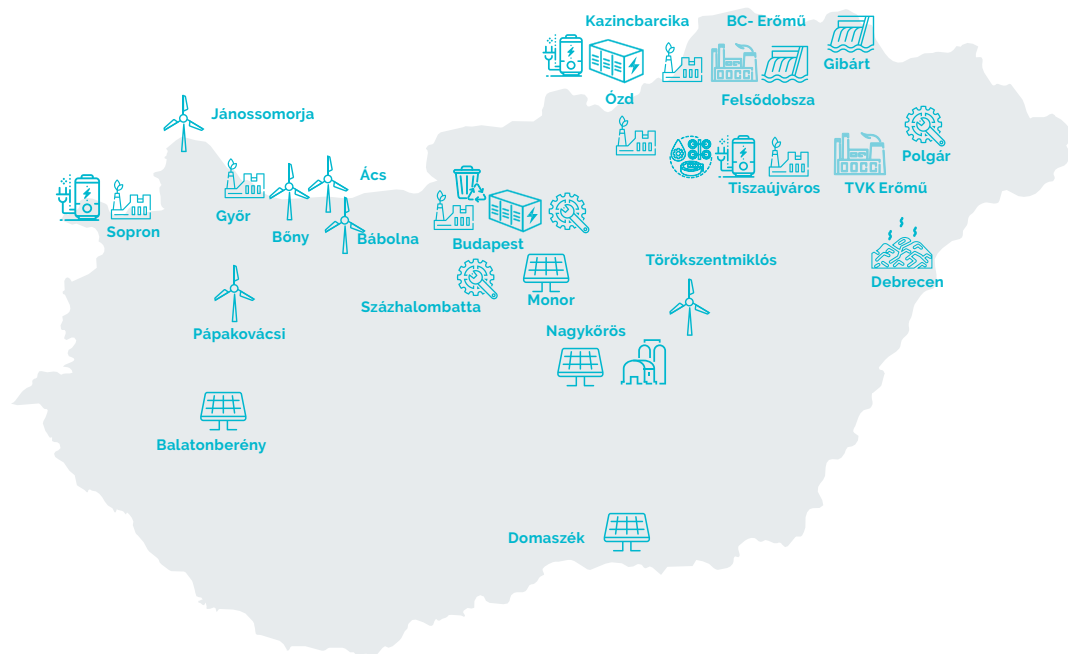 Kazincbarcika
BC- Erőmű
Gibárt
Ózd
Felsődobsza
Jánossomorja
Polgár
Ács
Tiszaújváros
TVK Erőmű
Győr
Sopron
Bőny
Bábolna
Budapest
Törökszentmiklós
Debrecen
Monor
Százhalombatta
Nagykőrös
Pápakovácsi
Balatonberény
Domaszék